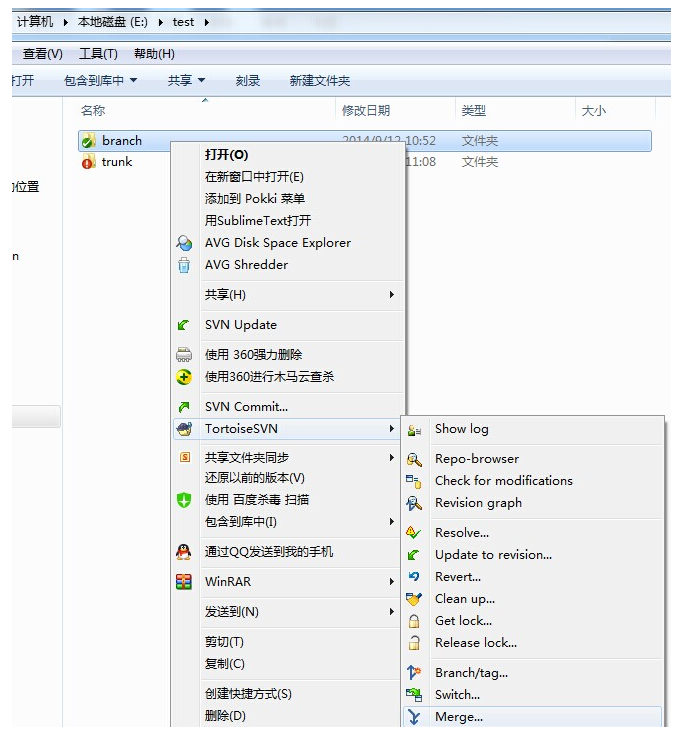 计算机 本地磁盘 (E:) test
查看(V) 工具(T) 帮助(H)
打开 包含到库中 共享 刻录 新建文件夹
名称 修改日期 类型 大小
branch 2014/9/12 10:52 文件夹
trunk 11:08 文件夹
的位置
n
打开(O)
在新窗口中打开(E)
添加到 Pokki 菜单
用SublimeText打开
AVG Disk Space Explorer
AVG Shredder
共享(H)
SVN Update
使用 360强力删除
使用360进行木马云查杀
SVN Commit...
TortoiseSVN
共享文件夹同步
还原以前的版本(V)
使用 百度杀毒 扫描
包含到库中(I)
通过QQ发送到我的手机
WinRAR
发送到(N)
剪切(T)
复制(C)
创建快捷方式(S)
删除(D)
Show log
Repo-browser
Check for modifications
Revision graph
Resolve...
Update to revision...
Revert...
Clean up...
Get lock...
Release lock...
Branch/tag...
Switch...
Merge...